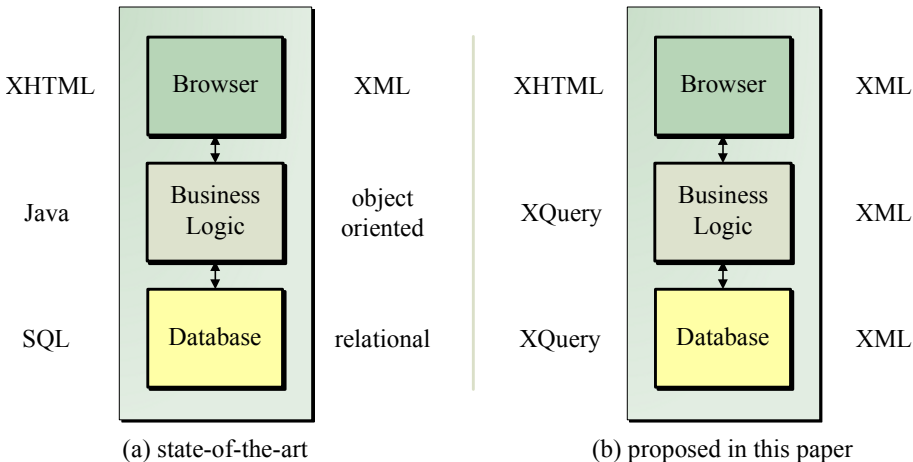 XHTML
Browser
XML
Java
Business
Logic
object
oriented
SQL
Database
relational
(a) state-of-the-art
XHTML
Browser
XML
XQuery
Business
Logic
XML
XQuery
Database
XML
(b) proposed in this paper